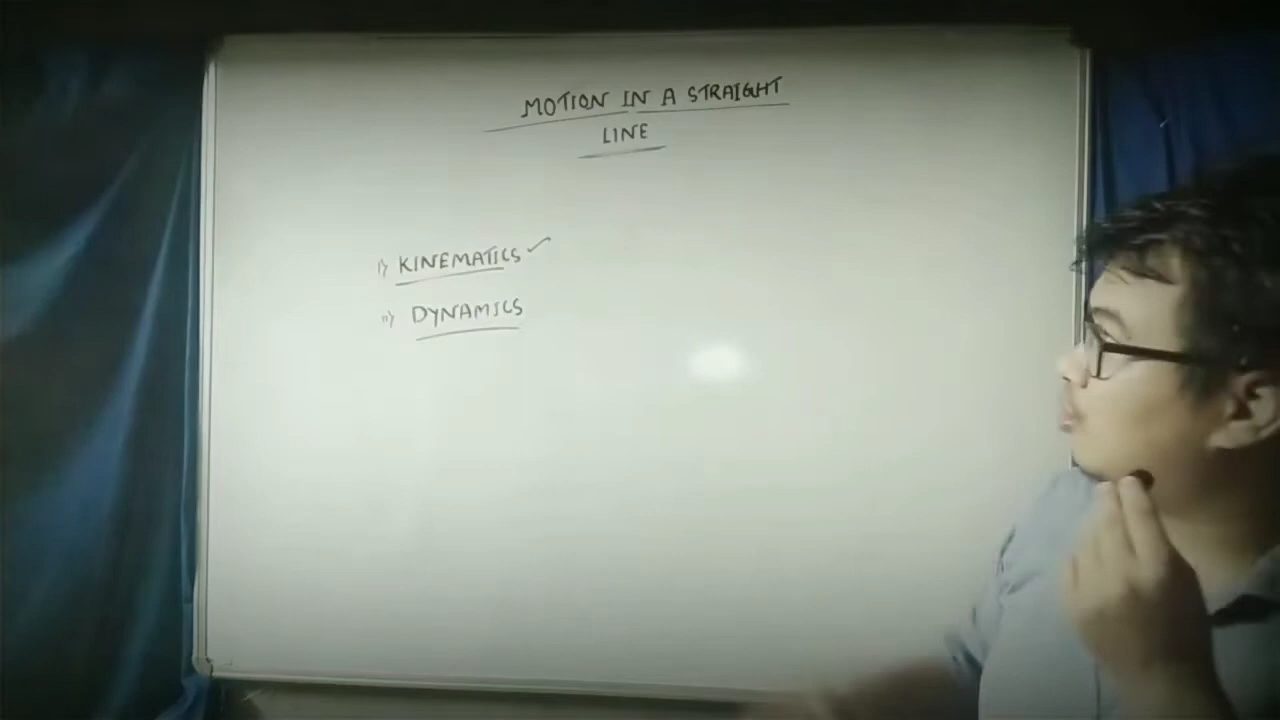 MOTION IN A STRAIGHT
LINE
i) KINEMATICS ✓
ii) DYNAMICS